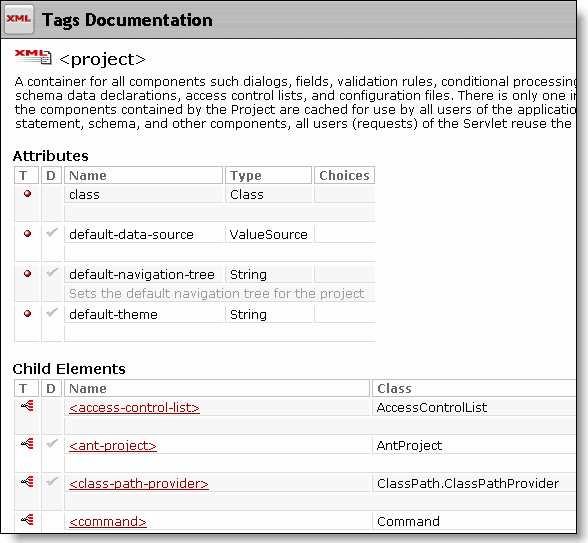 XML Tags Documentation
XML <project>
A container for all components such dialogs, fields, validation rules, conditional processing
schema data declarations, access control lists, and configuration files. There is only one
the components contained by the Project are cached for use by all users of the
statement, schema, and other components, all users (requests) of the Servlet reuse the
Attributes
T D Name Type Choices
class Class
default-data-source ValueSource
default-navigation-tree String
Sets the default navigation tree for the project
default-theme String
Child Elements
T D Name Class
<access-control-list> AccessControlList
<ant-project> AntProject
<class-path-provider> ClassPath.ClassPathProvider
<command> Command